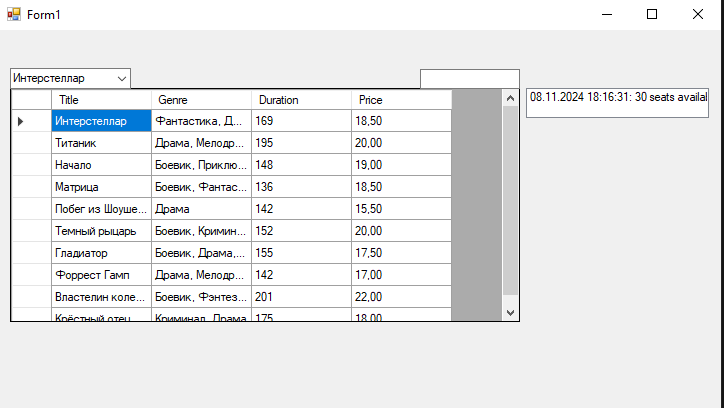 Form1
Интерстеллар
08.11.2024 18:16:31: 30 seats availal
Title Genre Duration Price
Интерстеллар Фантастика, Д... 169 18,50
Титаник Драма, Мелодр... 195 20,00
Начало Боевик, Приклю... 148 19,00
Матрица Боевик, Фантас... 136 18,50
Побег из Шоуше... Драма 142 15,50
Темный рыцарь Боевик, Кримин... 152 20,00
Гладиатор Боевик, Драма,... 155 17,50
Форрест Гамп Драма, Мелодр... 142 17,00
Властелин коле... Боевик, Фэнтез... 201 22,00
Крёстный отец Криминал, Драма 175 18,00